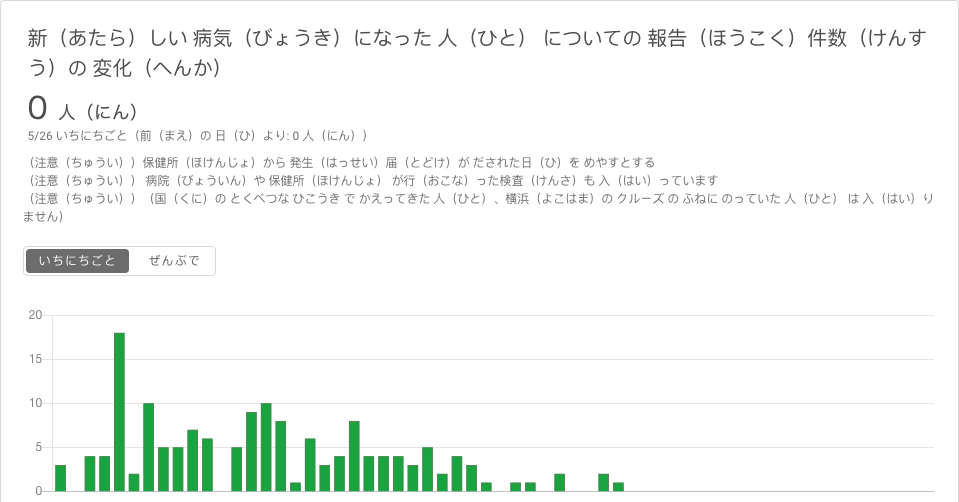 新（あたら）しい 病気（びょうき）になった 人（ひと） についての 報告（ほうこく）件数（けんす
う）の 変化（へんか）
0 人（にん）
5/26 いちにちごと（前（まえ）の 日（ひ）より: 0 人（にん））
（注意（ちゅうい））保健所（ほけんじょ）から 発生（はっせい）届（とどけ）が だされた日（ひ）を めやすとする
（注意（ちゅうい）） 病院（びょういん）や 保健所（ほけんじょ） が行（おこな）った検査（けんさ）も 入（はい）っています
（注意（ちゅうい））（国（くに）の とくべつな ひこうき で かえってきた 人（ひと）、横浜（よこはま）の クルーズ の ふねに のっていた 人（ひと） は 入（はい）り
ません）
いちにちごと ぜんぶで
20
15
10
5
0